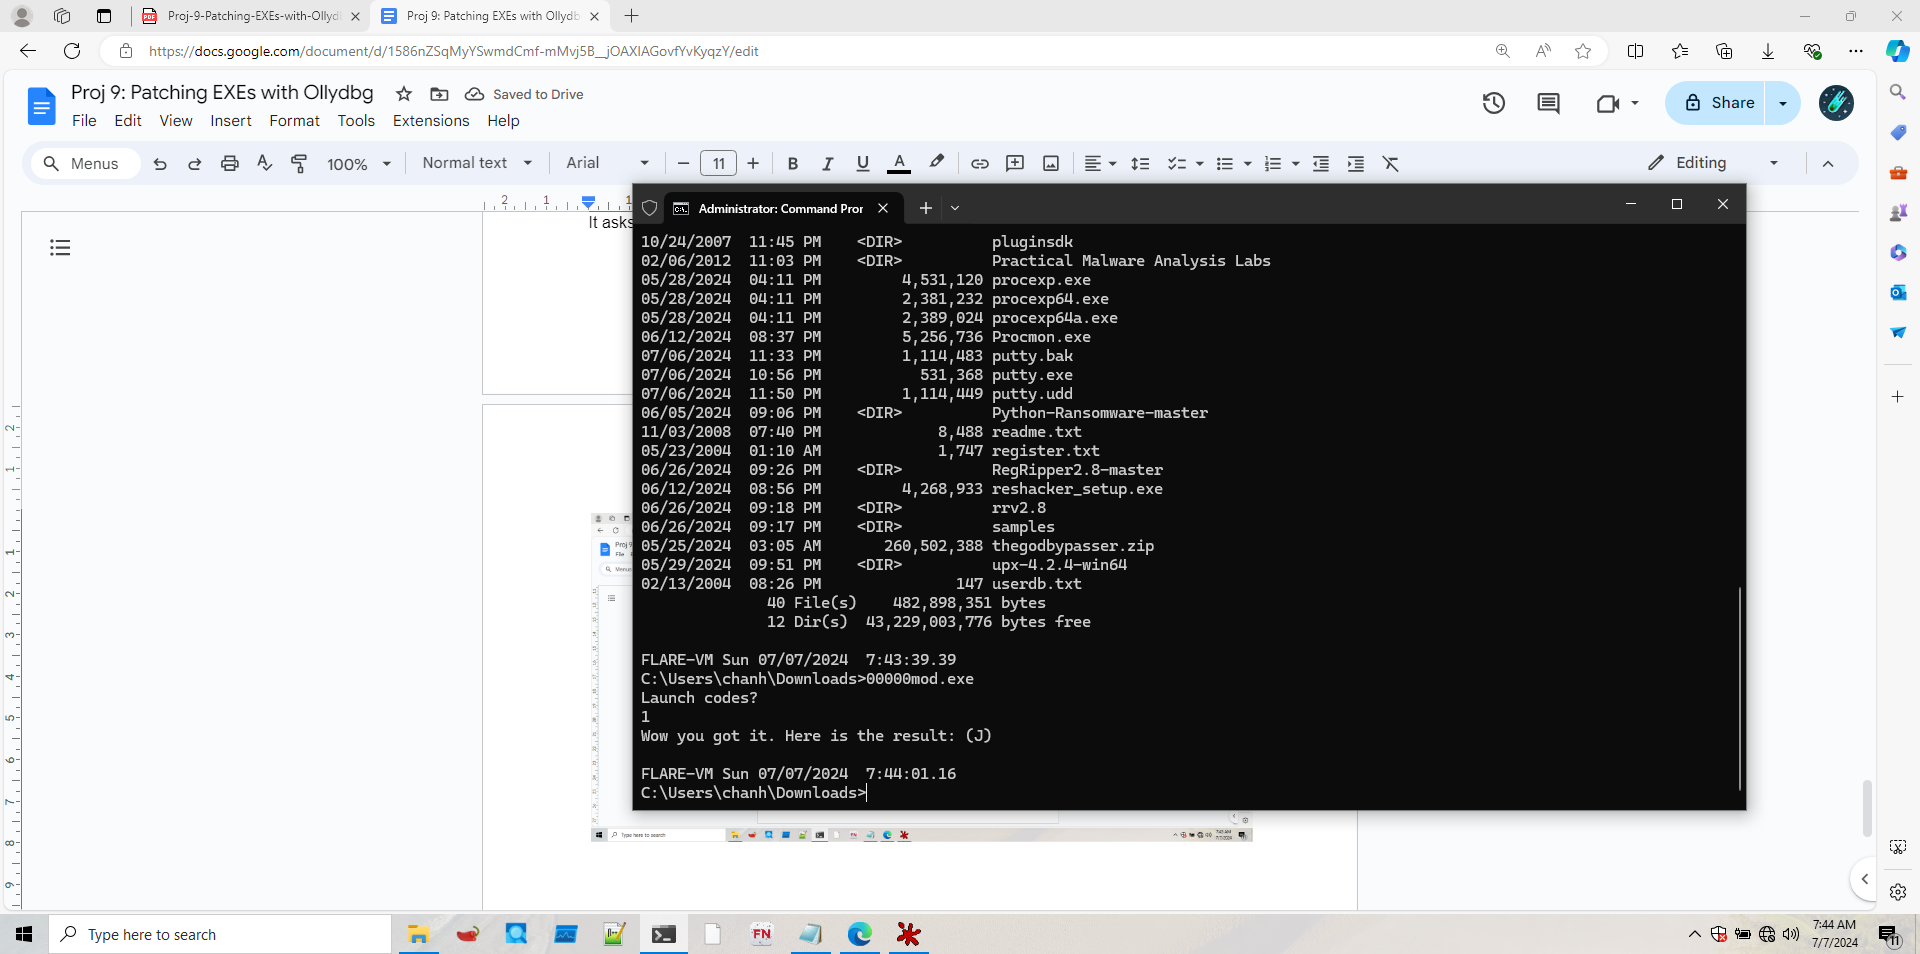 Proj-9-Patching-EXEs-with-Ollyd
Proj 9: Patching EXEs with Ollydb
https://docs.google.com/document/d/1586nZSqMyYSwmdCmf-mMvj5B__jOAXIAGovfYvKyqzY/edit
Proj 9: Patching EXEs with Ollydbg
Saved to Drive
File Edit View Insert Format Tools Extensions Help
Share
Menus
100%
Normal text
Arial
11
Editing
It asks
Administrator: Command Pror
10/24/2007  11:45 PM    <DIR>          pluginsdk
02/06/2012  11:03 PM    <DIR>          Practical Malware Analysis Labs
05/28/2024  04:11 PM         4,531,120 procexp.exe
05/28/2024  04:11 PM         2,381,232 procexp64.exe
05/28/2024  04:11 PM         2,389,024 procexp64a.exe
06/12/2024  08:37 PM         5,256,736 Procmon.exe
07/06/2024  11:33 PM         1,114,483 putty.bak
07/06/2024  10:56 PM           531,368 putty.exe
07/06/2024  11:50 PM         1,114,449 putty.udd
06/05/2024  09:06 PM    <DIR>          Python-Ransomware-master
11/03/2008  07:40 PM             8,488 readme.txt
05/23/2004  01:10 AM             1,747 register.txt
06/26/2024  09:26 PM    <DIR>          RegRipper2.8-master
06/12/2024  08:56 PM         4,268,933 reshacker_setup.exe
06/26/2024  09:18 PM    <DIR>          rrv2.8
06/26/2024  09:17 PM    <DIR>          samples
05/25/2024  03:05 AM       260,502,388 thegodbypasser.zip
05/29/2024  09:51 PM    <DIR>          upx-4.2.4-win64
02/13/2004  08:26 PM               147 userdb.txt
40 File(s)    482,898,351 bytes
12 Dir(s)  43,229,003,776 bytes free
FLARE-VM Sun 07/07/2024  7:43:39.39
C:\Users\chanh\Downloads>00000mod.exe
Launch codes?
1
Wow you got it. Here is the result: (J)
FLARE-VM Sun 07/07/2024  7:44:01.16
C:\Users\chanh\Downloads>
Type here to search
FN
7:44 AM
7/7/2024
11